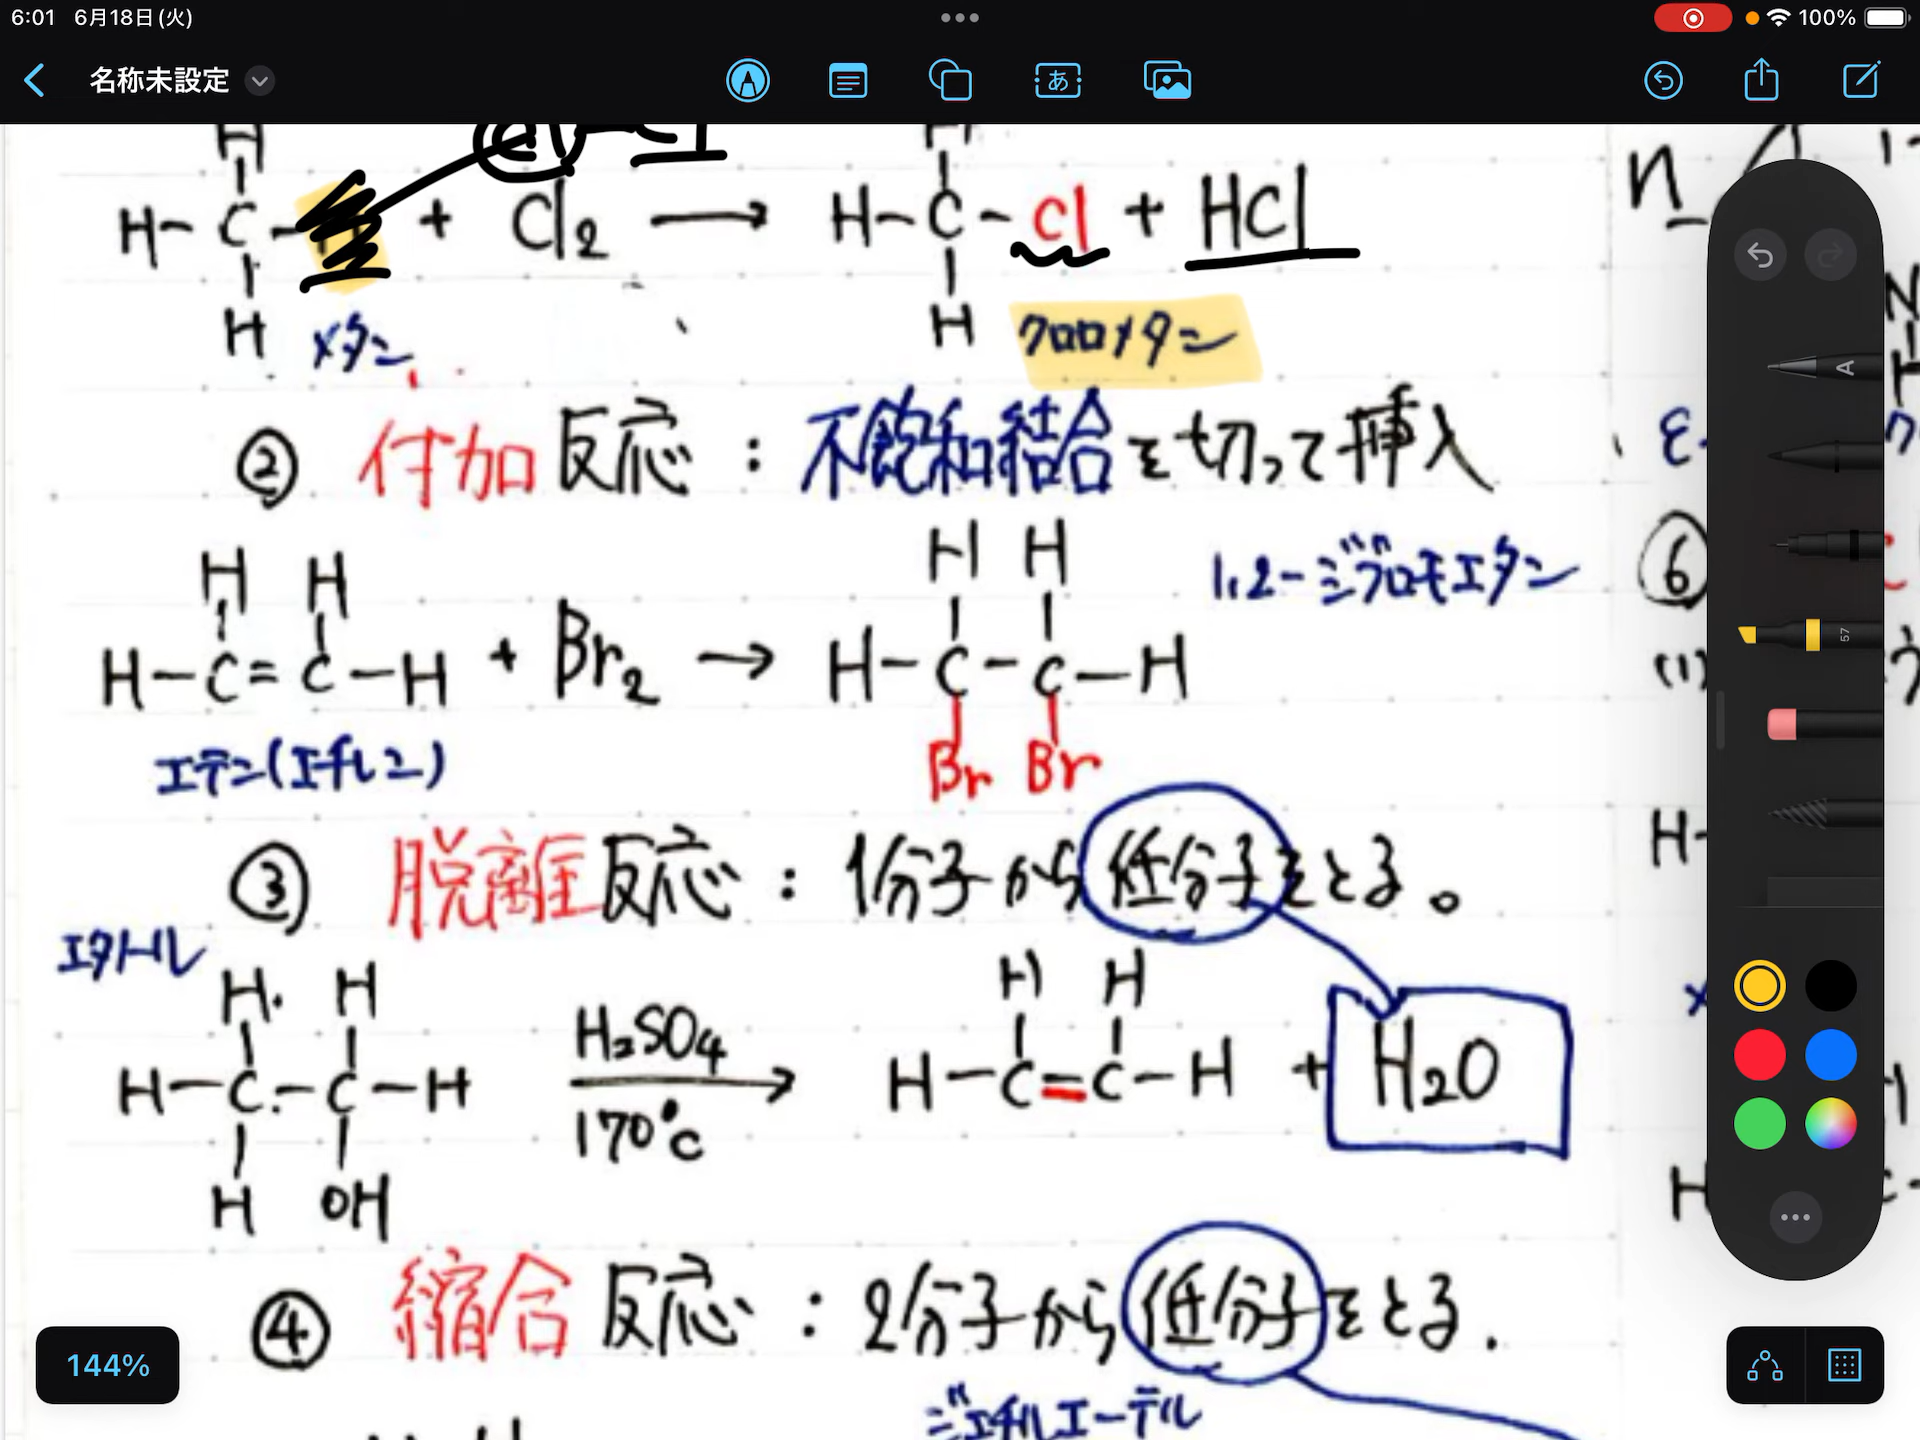 6:01 6月18日(火)
100%
名称未設定
H
H-C- + Cl₂ → H-C-Cl + HCl
H
H
メタン
クロロメタン
② 付加反応：不飽和結合を切って挿入
H H
H H
1,2-ジブロモエタン
H-C=C-H + Br₂ → H-C-C-H
Br Br
エテン(エチレン)
③ 脱離反応：1分子から低分子をとる。
エタノール
H H
H H
H-C-C-H
H₂SO₄
170℃
H-C=C-H + H₂O
H OH
④ 縮合反応：2分子から低分子をとる.
ジエチルエーテル
n
⑥
(1)
H-
A
57
144%